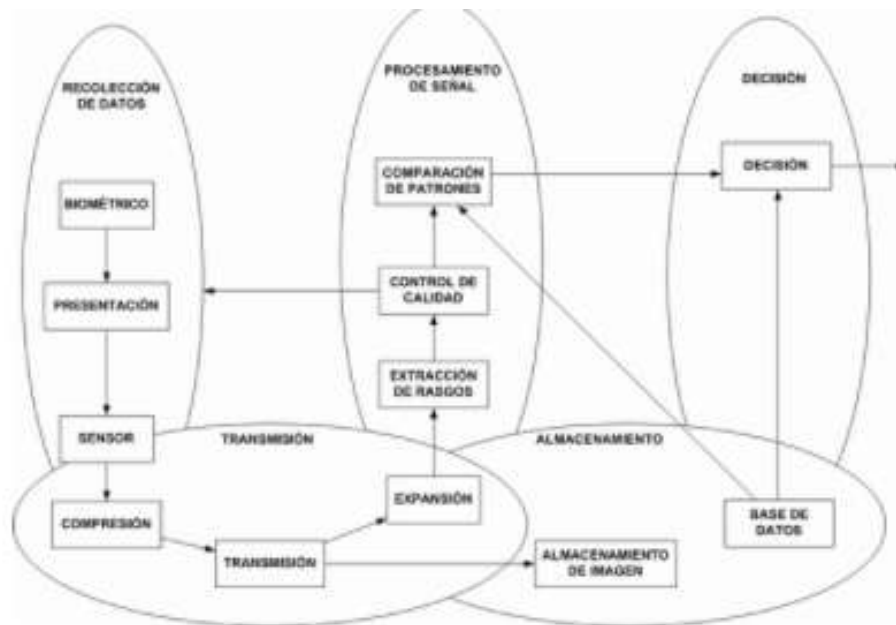 RECOLECCIÓN
DE DATOS
PROCESAMIENTO
DE SEÑAL
DECISIÓN
BIOMÉTRICO
COMPARACIÓN
DE PATRONES
DECISIÓN
PRESENTACIÓN
CONTROL DE
CALIDAD
EXTRACCIÓN
DE RASGOS
SENSOR
TRANSMISIÓN
ALMACENAMIENTO
COMPRESIÓN
EXPANSIÓN
BASE DE
DATOS
TRANSMISIÓN
ALMACENAMIENTO
DE IMAGEN